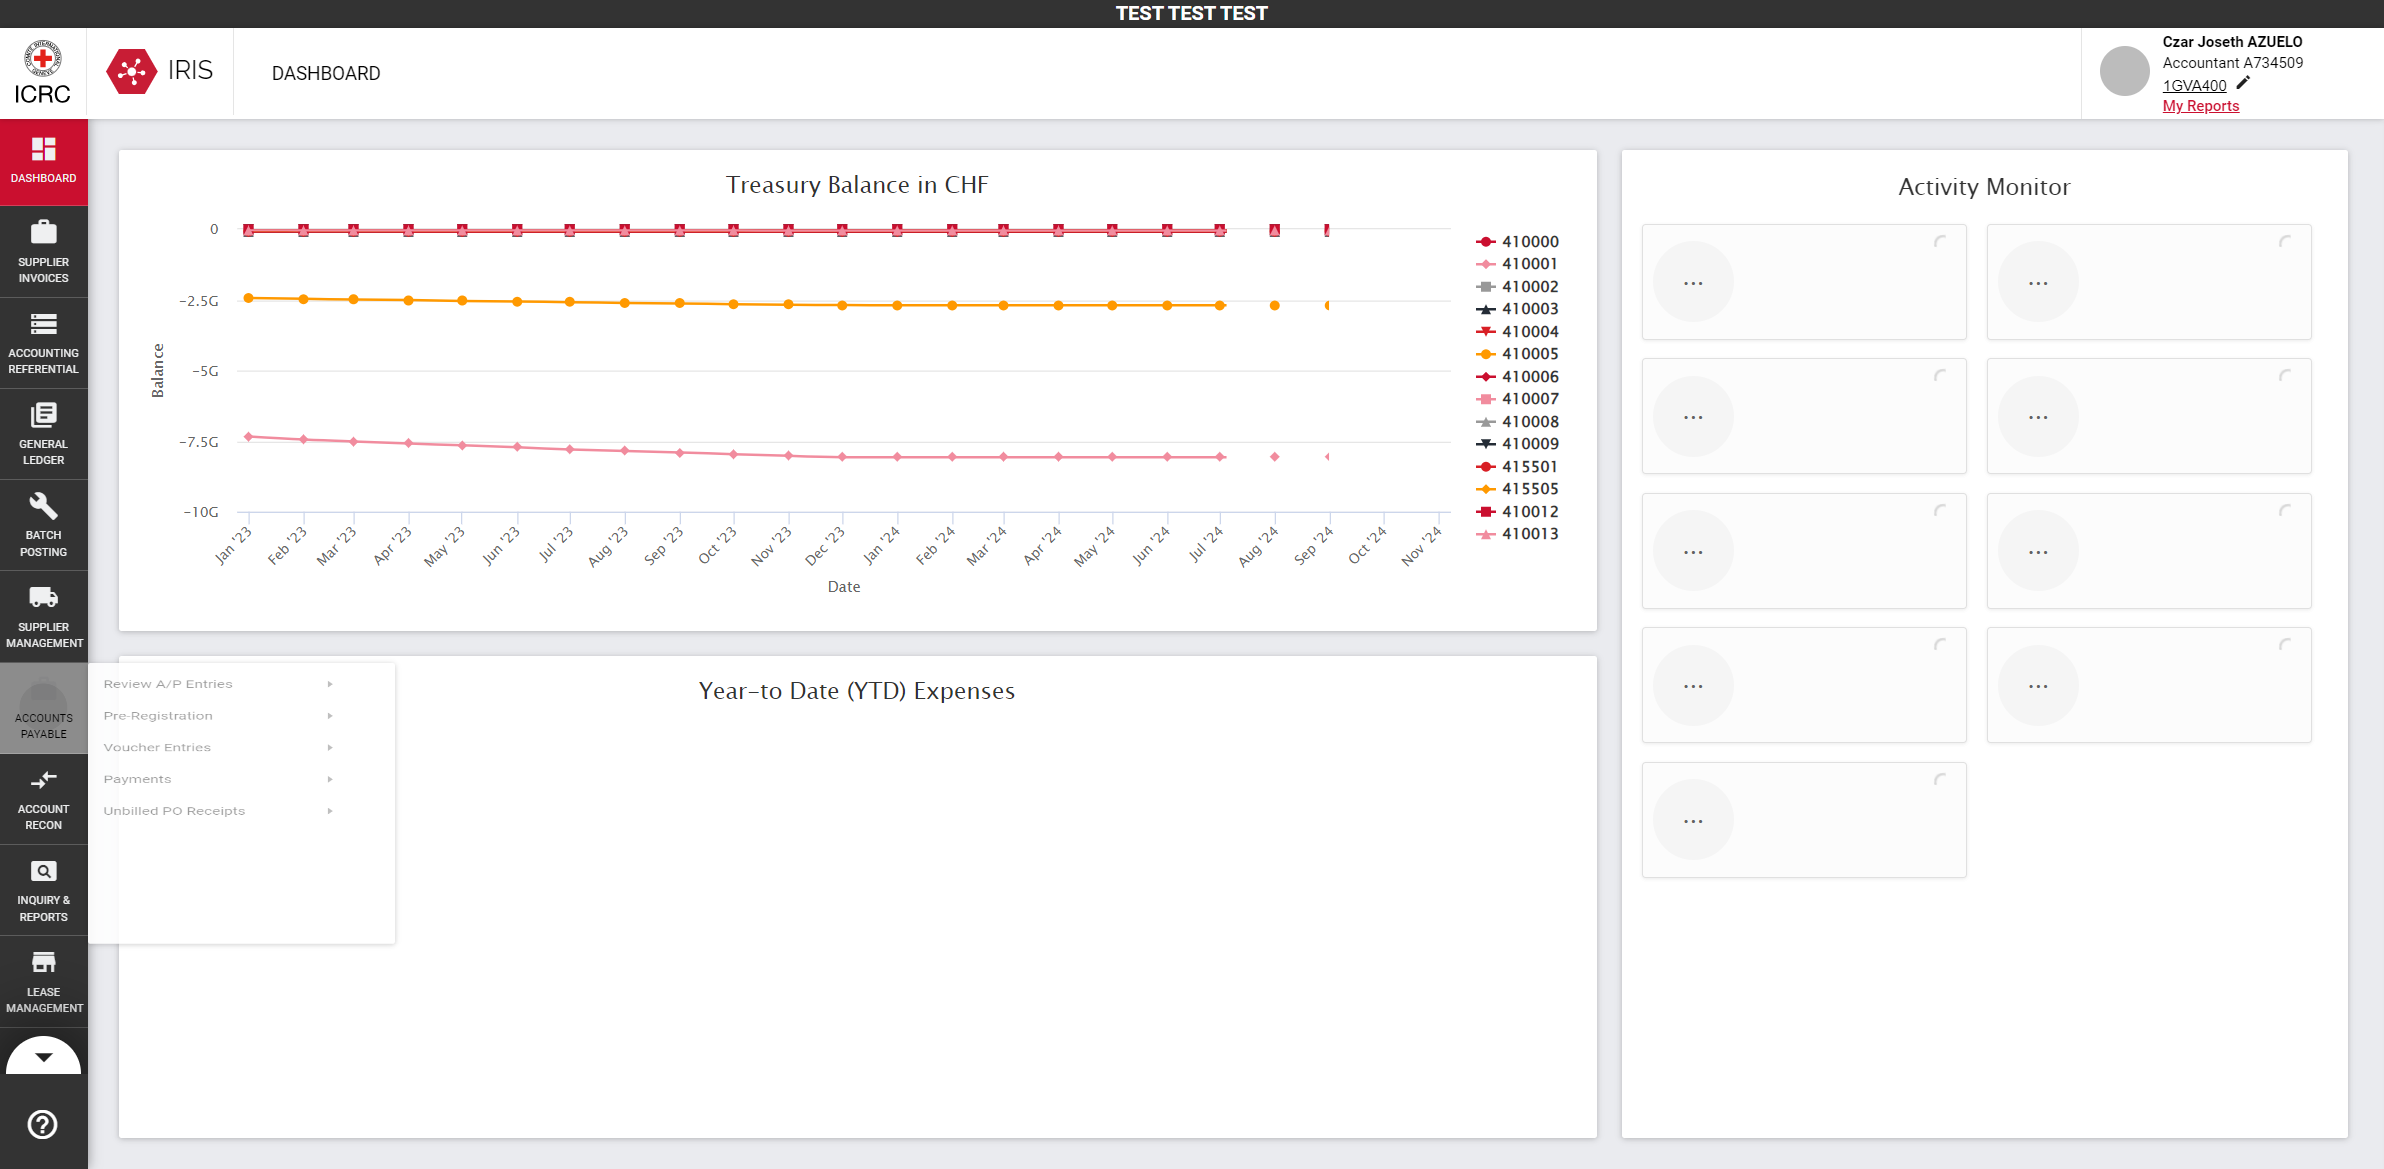 TEST TEST TEST
ICRC
IRIS
DASHBOARD
Czar Joseth AZUELO
Accountant A734509
1GVA400
My Reports
DASHBOARD
SUPPLIER
INVOICES
ACCOUNTING
REFERENTIAL
GENERAL
LEDGER
BATCH
POSTING
SUPPLIER
MANAGEMENT
ACCOUNTS
PAYABLE
ACCOUNT
RECON
INQUIRY &
REPORTS
LEASE
MANAGEMENT
Review A/P Entries
Pre-Registration
Voucher Entries
Payments
Unbilled PO Receipts
Treasury Balance in CHF
Balance
0
−2.5G
−5G
−7.5G
−10G
Jan '23
Feb '23
Mar '23
Apr '23
May '23
Jun '23
Jul '23
Aug '23
Sep '23
Oct '23
Nov '23
Dec '23
Jan '24
Feb '24
Mar '24
Apr '24
May '24
Jun '24
Jul '24
Aug '24
Sep '24
Oct '24
Nov '24
Date
410000
410001
410002
410003
410004
410005
410006
410007
410008
410009
415501
415505
410012
410013
Year-to Date (YTD) Expenses
Activity Monitor
...
...
...
...
...
...
...
...
...